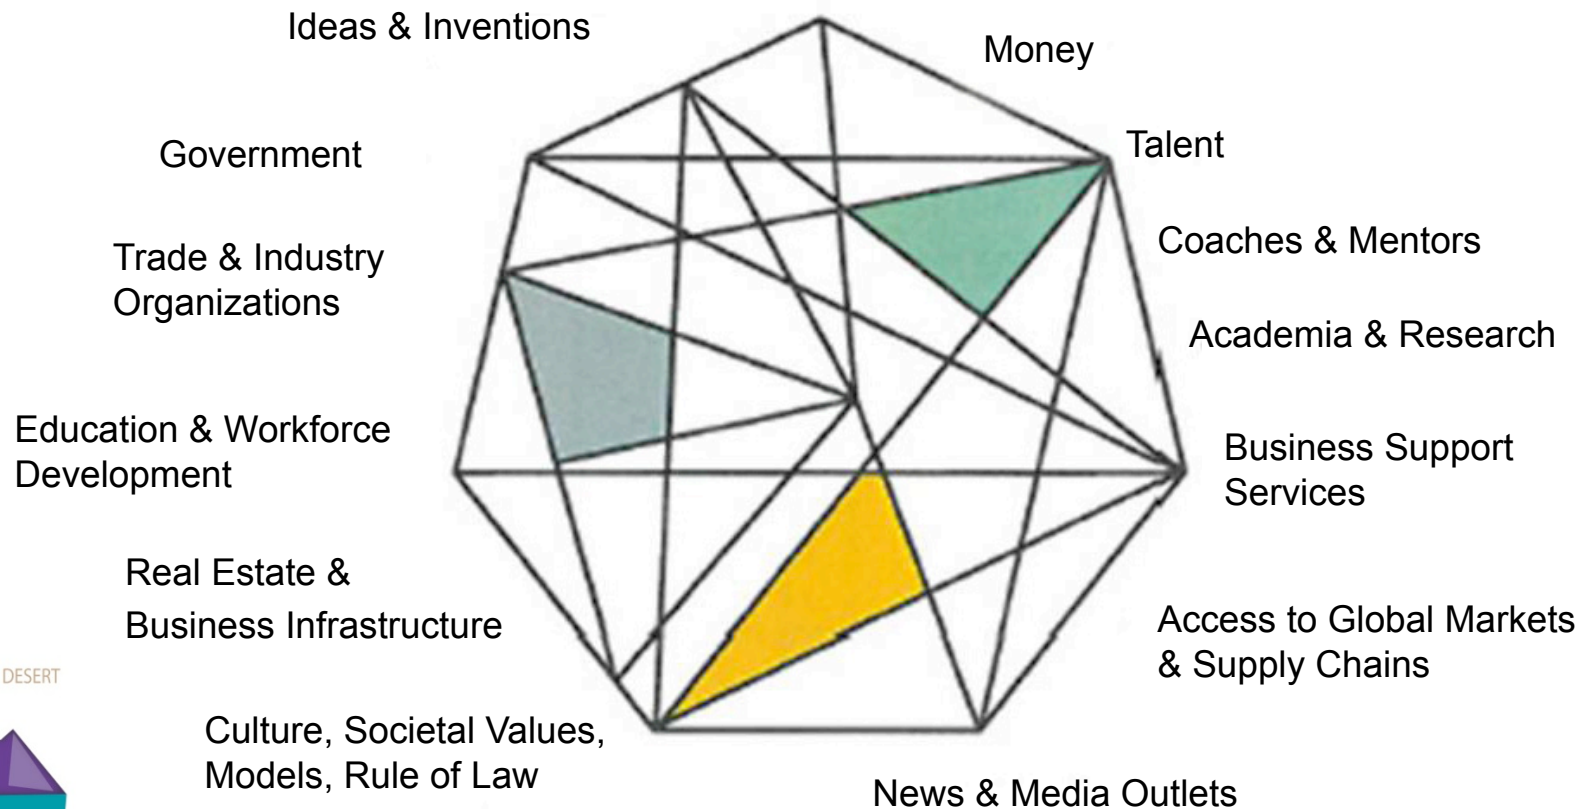 Ideas & Inventions
Money
Government
Talent
Trade & Industry
Organizations
Coaches & Mentors
Academia & Research
Education & Workforce
Development
Business Support
Services
Real Estate &
Business Infrastructure
Access to Global Markets
& Supply Chains
DESERT
Culture, Societal Values,
Models, Rule of Law
News & Media Outlets